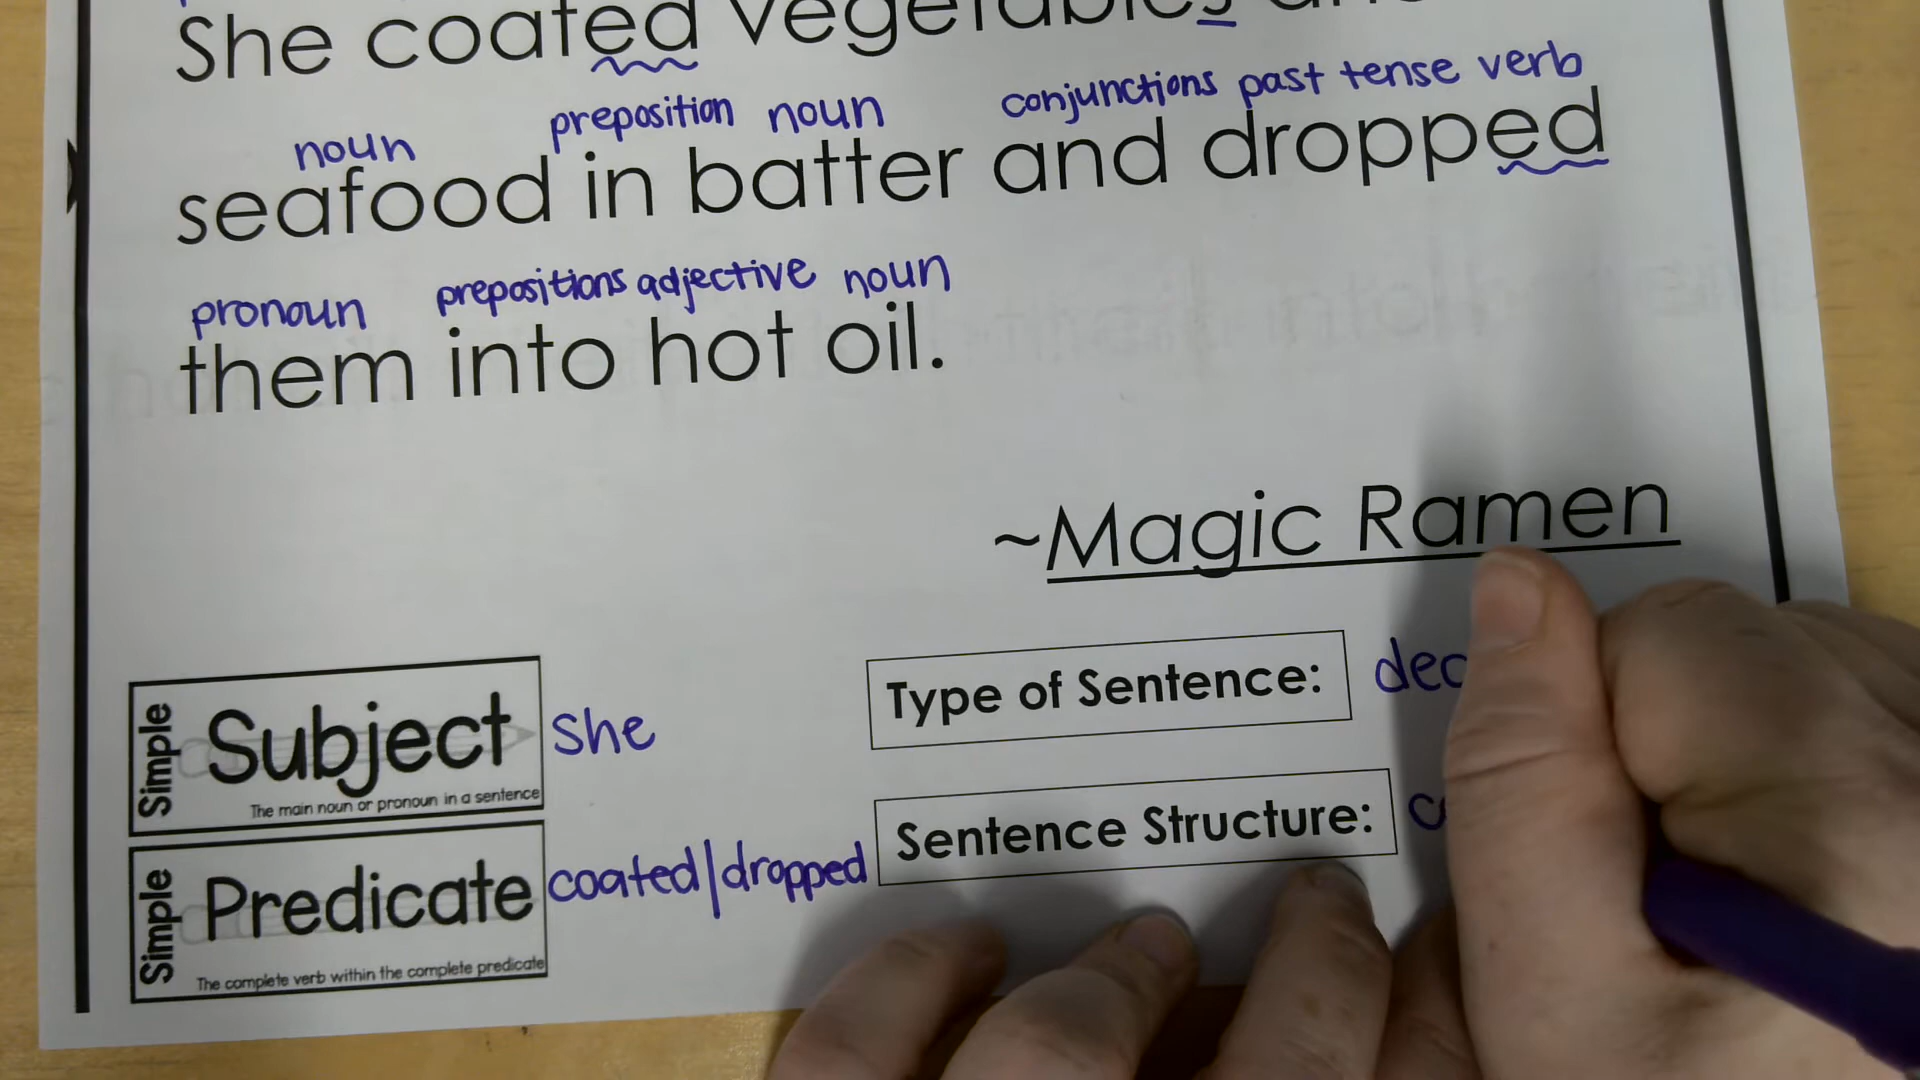 She coated vegetables
conjunctions past tense verb
noun preposition noun
seafood in batter and dropped
pronoun prepositions adjective noun
them into hot oil.
~Magic Ramen
Simple Subject she
The main noun or pronoun in a sentence
Type of Sentence:
Simple Predicate coated/dropped
The complete verb within the complete predicate
Sentence Structure: